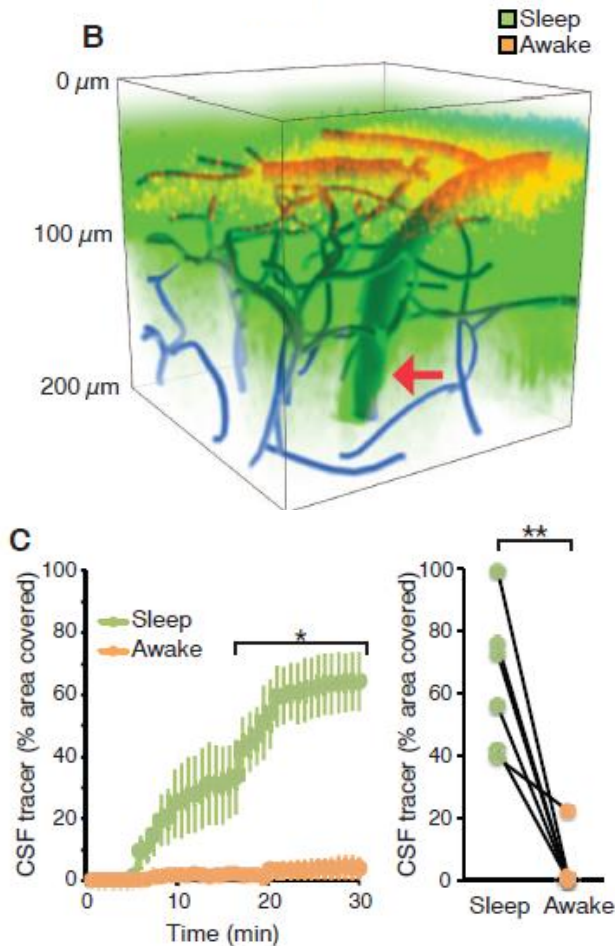 B
Sleep
Awake
0 µm
100 µm
200 µm
C
CSF tracer (% area covered)
100
80
60
40
20
0
Sleep
Awake
*
0
10
20
30
Time (min)
CSF tracer (% area covered)
100
80
60
40
20
0
**
Sleep Awake